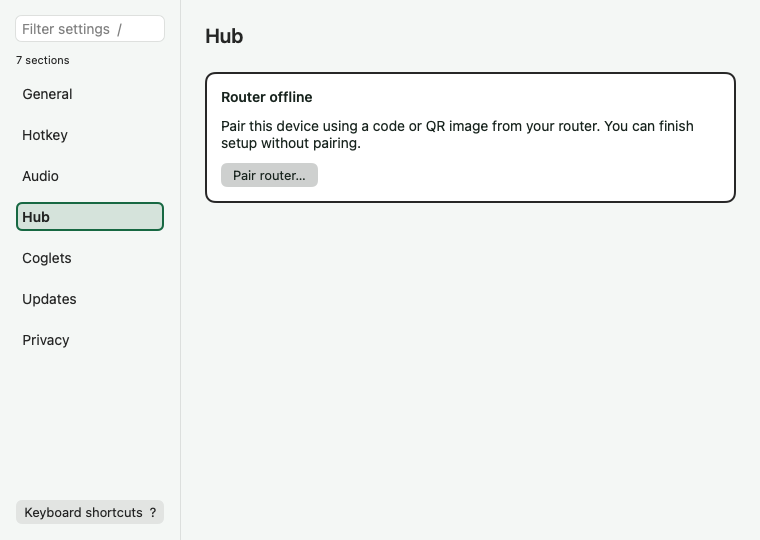 Filter settings /
7 sections
General
Hotkey
Audio
Hub
Coglets
Updates
Privacy
Keyboard shortcuts ?
Hub
Router offline
Pair this device using a code or QR image from your router. You can finish
setup without pairing.
Pair router...